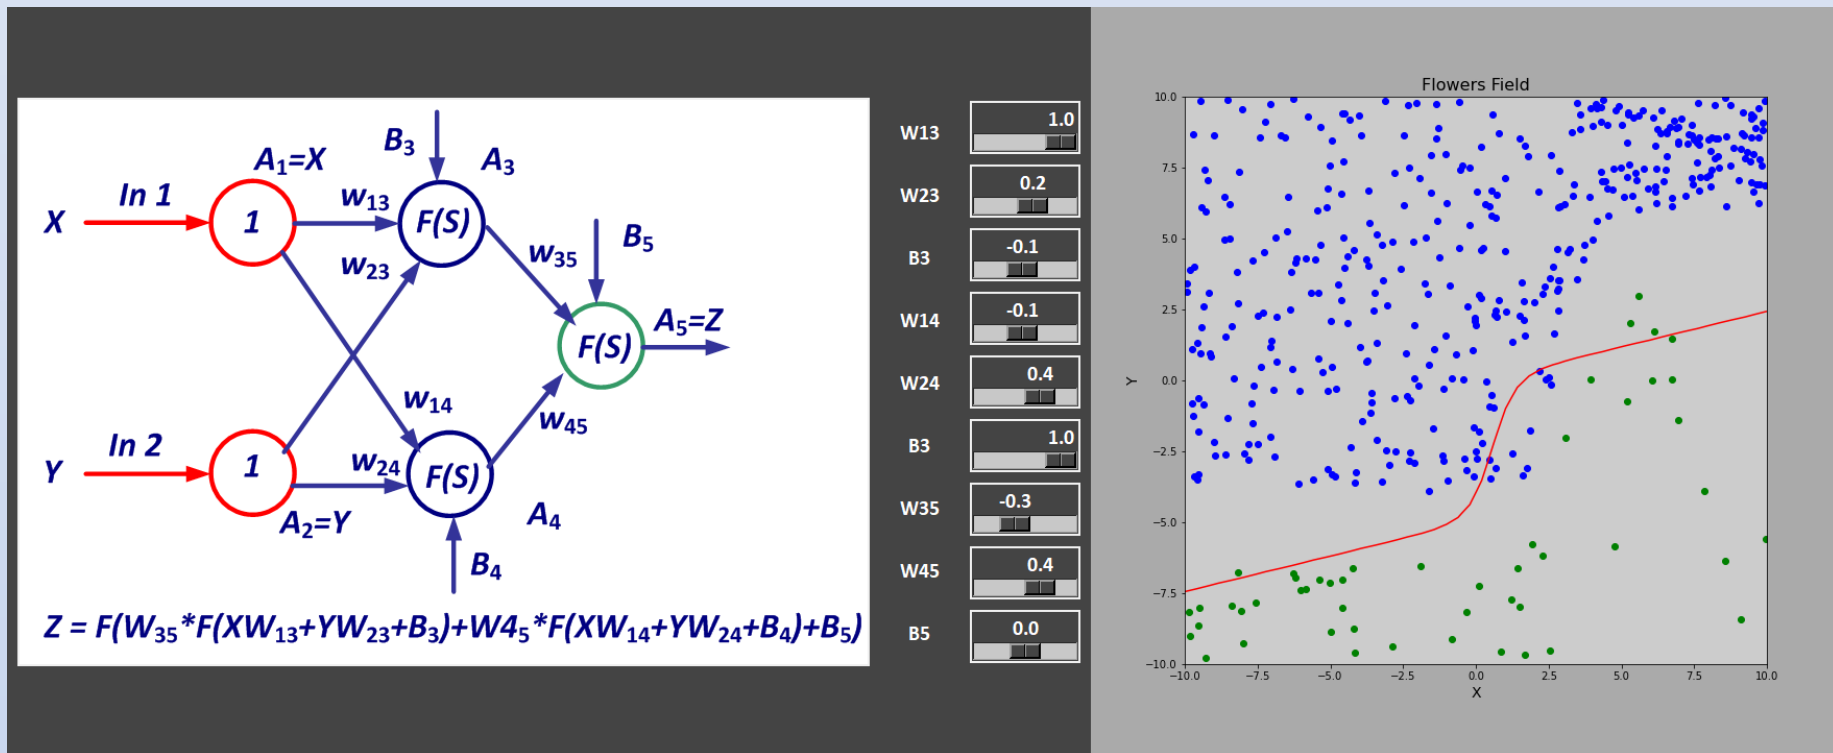 B₃
A₁=X
A₃
In 1
w₁₃
X
1
F(S)
B₅
w₂₃
w₃₅
A₅=Z
F(S)
w₁₄
In 2
w₄₅
Y
1
w₂₄
F(S)
A₂=Y
A₄
B₄
Z = F(W₃₅*F(XW₁₃+YW₂₃+B₃)+W4₅*F(XW₁₄+YW₂₄+B₄)+B₅)
W13 1.0
W23 0.2
B3 -0.1
W14 -0.1
W24 0.4
B3 1.0
W35 -0.3
W45 0.4
B5 0.0
Flowers Field
10.0
7.5
5.0
2.5
0.0
−2.5
−5.0
−7.5
−10.0
Y
−10.0 −7.5 −5.0 −2.5 0.0 2.5 5.0 7.5 10.0
X